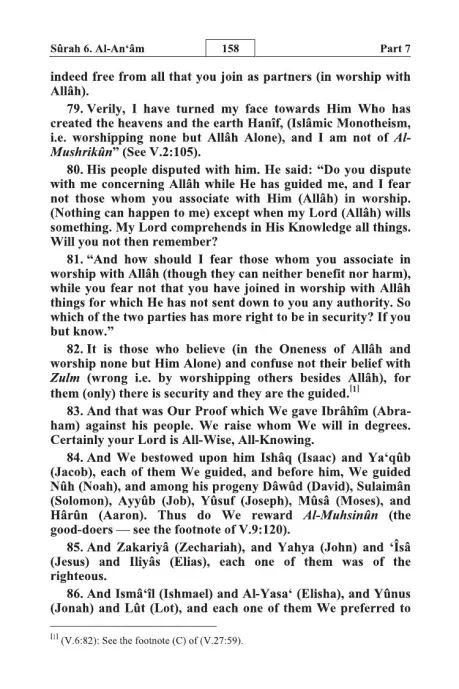 Sûrah 6. Al-An‘âm 158 Part 7
indeed free from all that you join as partners (in worship with
Allâh).
79. Verily, I have turned my face towards Him Who has
created the heavens and the earth Hanîf, (Islâmic Monotheism,
i.e. worshipping none but Allâh Alone), and I am not of Al-
Mushrikûn” (See V.2:105).
80. His people disputed with him. He said: “Do you dispute
with me concerning Allâh while He has guided me, and I fear
not those whom you associate with Him (Allâh) in worship.
(Nothing can happen to me) except when my Lord (Allâh) wills
something. My Lord comprehends in His Knowledge all things.
Will you not then remember?
81. “And how should I fear those whom you associate in
worship with Allâh (though they can neither benefit nor harm),
while you fear not that you have joined in worship with Allâh
things for which He has not sent down to you any authority. So
which of the two parties has more right to be in security? If you
but know.”
82. It is those who believe (in the Oneness of Allâh and
worship none but Him Alone) and confuse not their belief with
Zulm (wrong i.e. by worshipping others besides Allâh), for
them (only) there is security and they are the guided.[1]
83. And that was Our Proof which We gave Ibrâhîm (Abra-
ham) against his people. We raise whom We will in degrees.
Certainly your Lord is All-Wise, All-Knowing.
84. And We bestowed upon him Ishâq (Isaac) and Ya‘qûb
(Jacob), each of them We guided, and before him, We guided
Nûh (Noah), and among his progeny Dâwûd (David), Sulaimân
(Solomon), Ayyûb (Job), Yûsuf (Joseph), Mûsâ (Moses), and
Hârûn (Aaron). Thus do We reward Al-Muhsinûn (the
good-doers — see the footnote of V.9:120).
85. And Zakariyâ (Zechariah), and Yahya (John) and ‘Îsâ
(Jesus) and Iliyâs (Elias), each one of them was of the
righteous.
86. And Ismâ‘îl (Ishmael) and Al-Yasa‘ (Elisha), and Yûnus
(Jonah) and Lût (Lot), and each one of them We preferred to
[1] (V.6:82): See the footnote (C) of (V.27:59).